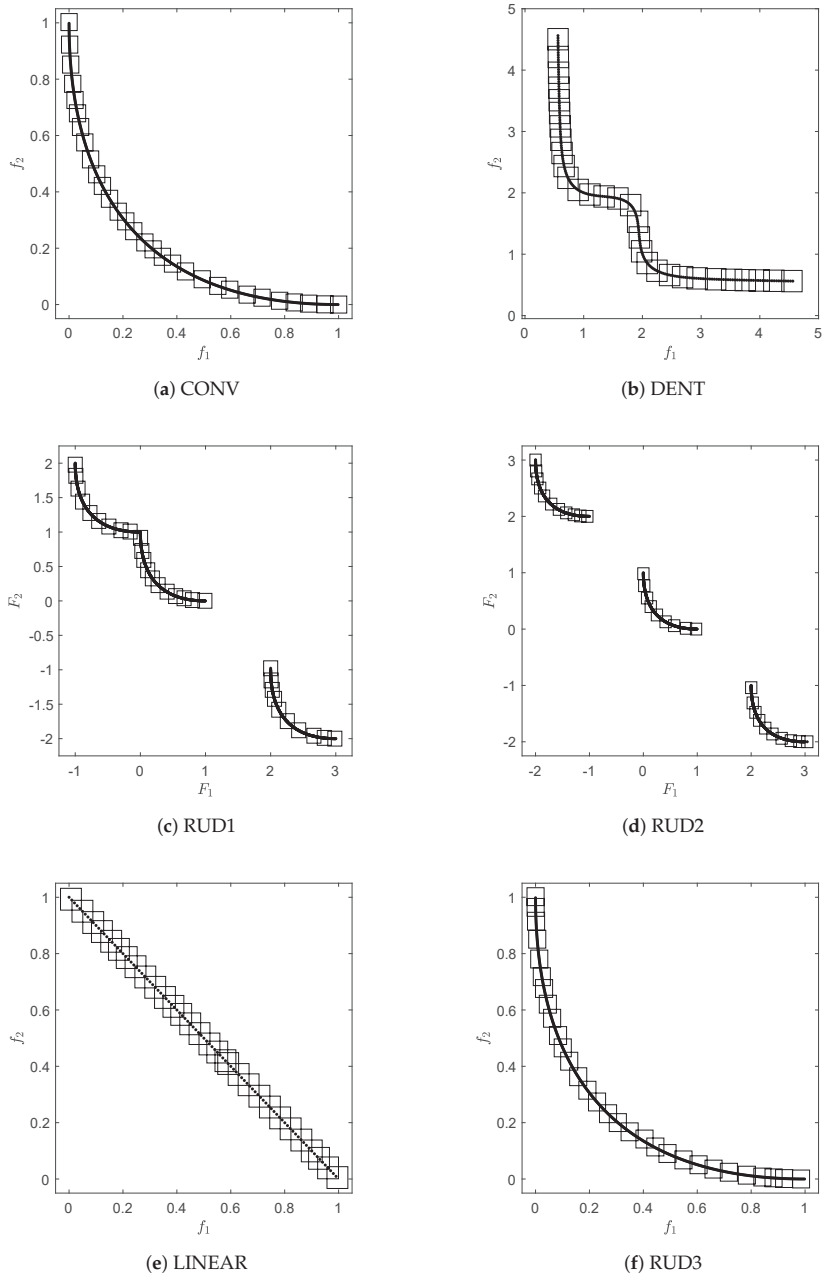 1
0.8
0.6
0.4
0.2
0
0 0.2 0.4 0.6 0.8 1
f₂
f₁
(a) CONV
5
4
3
2
1
0
0 1 2 3 4 5
f₂
f₁
(b) DENT
2
1.5
1
0.5
0
-0.5
-1
-1.5
-2
-1 0 1 2 3
F₂
F₁
(c) RUD1
3
2
1
0
-1
-2
-2 -1 0 1 2 3
F₂
F₁
(d) RUD2
1
0.8
0.6
0.4
0.2
0
0 0.2 0.4 0.6 0.8 1
f₂
f₁
(e) LINEAR
1
0.8
0.6
0.4
0.2
0
0 0.2 0.4 0.6 0.8 1
f₂
f₁
(f) RUD3